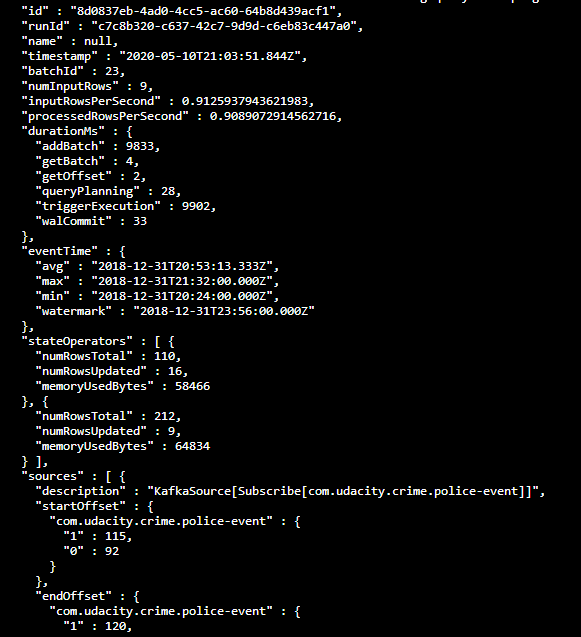 "id" : "8d0837eb-4ad0-4cc5-ac60-64b8d439acf1",
"runId" : "c7c8b320-c637-42c7-9d9d-c6eb83c447a0",
"name" : null,
"timestamp" : "2020-05-10T21:03:51.844Z",
"batchId" : 23,
"numInputRows" : 9,
"inputRowsPerSecond" : 0.9125937943621983,
"processedRowsPerSecond" : 0.9089072914562716,
"durationMs" : {
"addBatch" : 9833,
"getBatch" : 4,
"getOffset" : 2,
"queryPlanning" : 28,
"triggerExecution" : 9902,
"walCommit" : 33
},
"eventTime" : {
"avg" : "2018-12-31T20:53:13.333Z",
"max" : "2018-12-31T21:32:00.000Z",
"min" : "2018-12-31T20:24:00.000Z",
"watermark" : "2018-12-31T23:56:00.000Z"
},
"stateOperators" : [ {
"numRowsTotal" : 110,
"numRowsUpdated" : 16,
"memoryUsedBytes" : 58466
}, {
"numRowsTotal" : 212,
"numRowsUpdated" : 9,
"memoryUsedBytes" : 64834
} ],
"sources" : [ {
"description" : "KafkaSource[Subscribe[com.udacity.crime.police-event]]",
"startOffset" : {
"com.udacity.crime.police-event" : {
"1" : 115,
"0" : 92
}
},
"endOffset" : {
"com.udacity.crime.police-event" : {
"1" : 120,